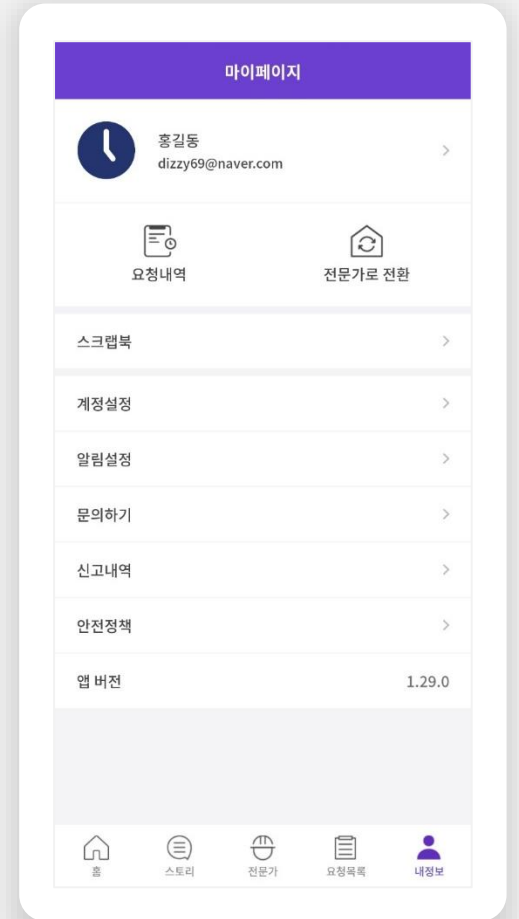 마이페이지
홍길동
dizzy69@naver.com
요청내역
전문가로 전환
스크랩북
계정설정
알림설정
문의하기
신고내역
안전정책
앱 버전 1.29.0
홈 스토리 전문가 요청목록 내정보